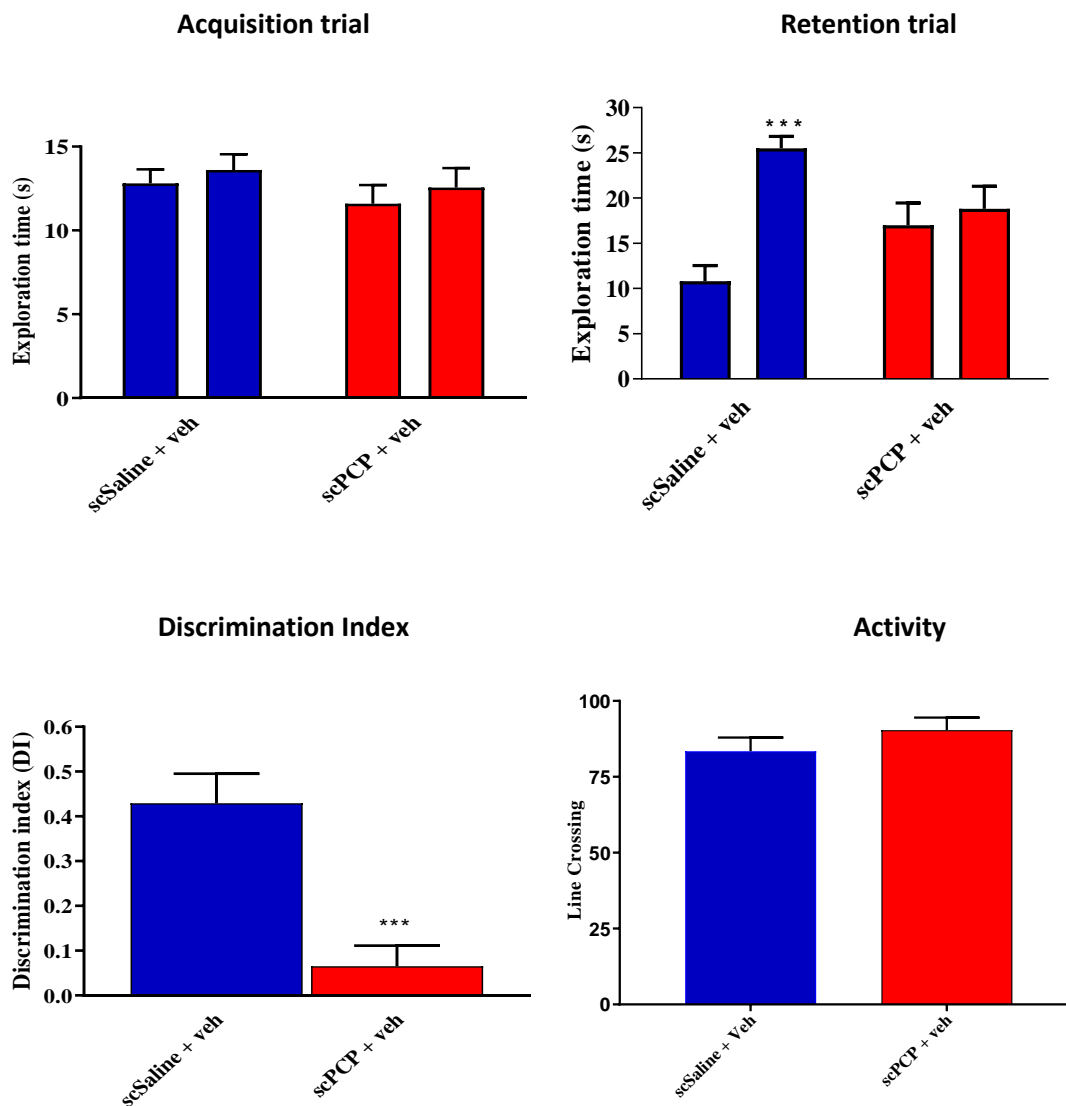 Acquisition trial
Exploration time (s)
15
10
5
0
scSaline + veh
scPCP + veh
Retention trial
Exploration time (s)
30
25
20
15
10
5
0
***
scSaline + veh
scPCP + veh
Discrimination Index
Discrimination index (DI)
0.6
0.5
0.4
0.3
0.2
0.1
0.0
***
scSaline + veh
scPCP + veh
Activity
Line Crossing
100
75
50
25
0
scSaline + Veh
scPCP + veh